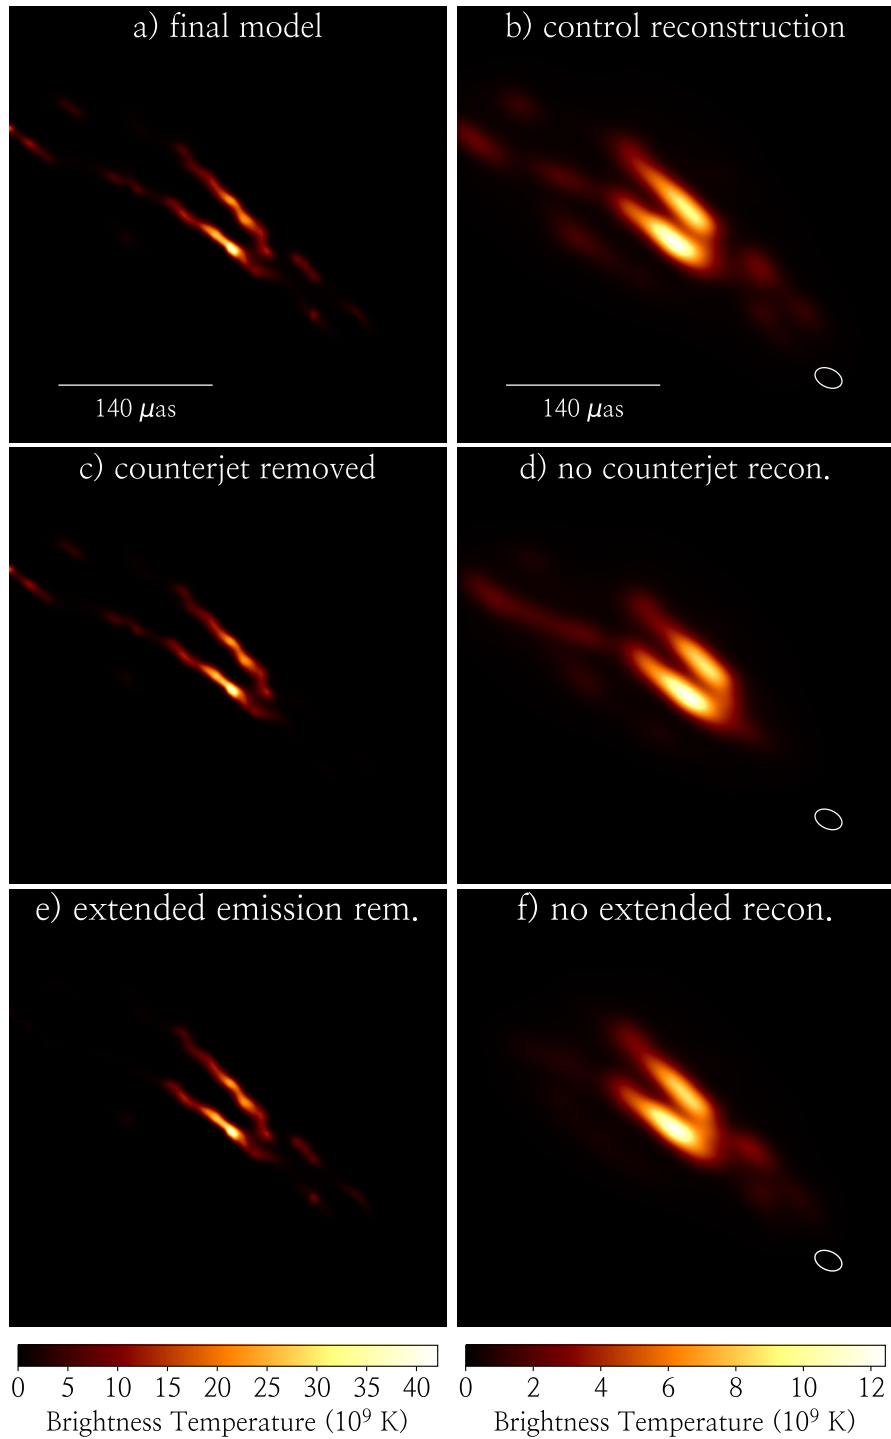 a) final model
b) control reconstruction
140 μas
140 μas
c) counterjet removed
d) no counterjet recon.
e) extended emission rem.
f) no extended recon.
0 5 10 15 20 25 30 35 40
Brightness Temperature (10⁹ K)
0 2 4 6 8 10 12
Brightness Temperature (10⁹ K)